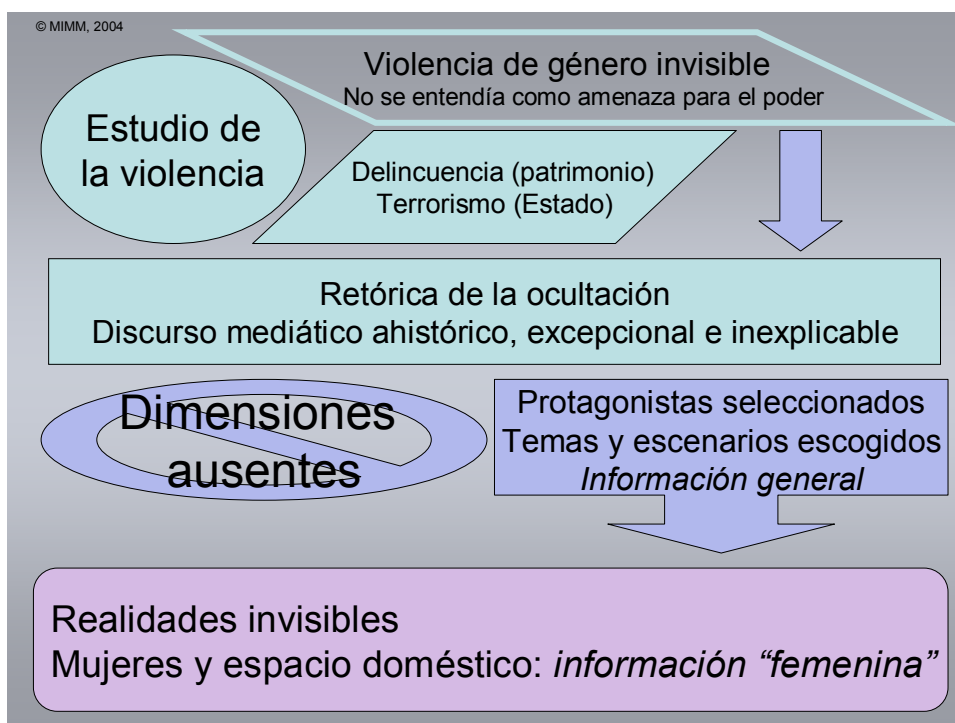 © MIMM, 2004
Violencia de género invisible
No se entendía como amenaza para el poder
Estudio de
la violencia
Delincuencia (patrimonio)
Terrorismo (Estado)
Retórica de la ocultación
Discurso mediático ahistórico, excepcional e inexplicable
Dimensiones
ausentes
Protagonistas seleccionados
Temas y escenarios escogidos
Información general
Realidades invisibles
Mujeres y espacio doméstico: información “femenina”